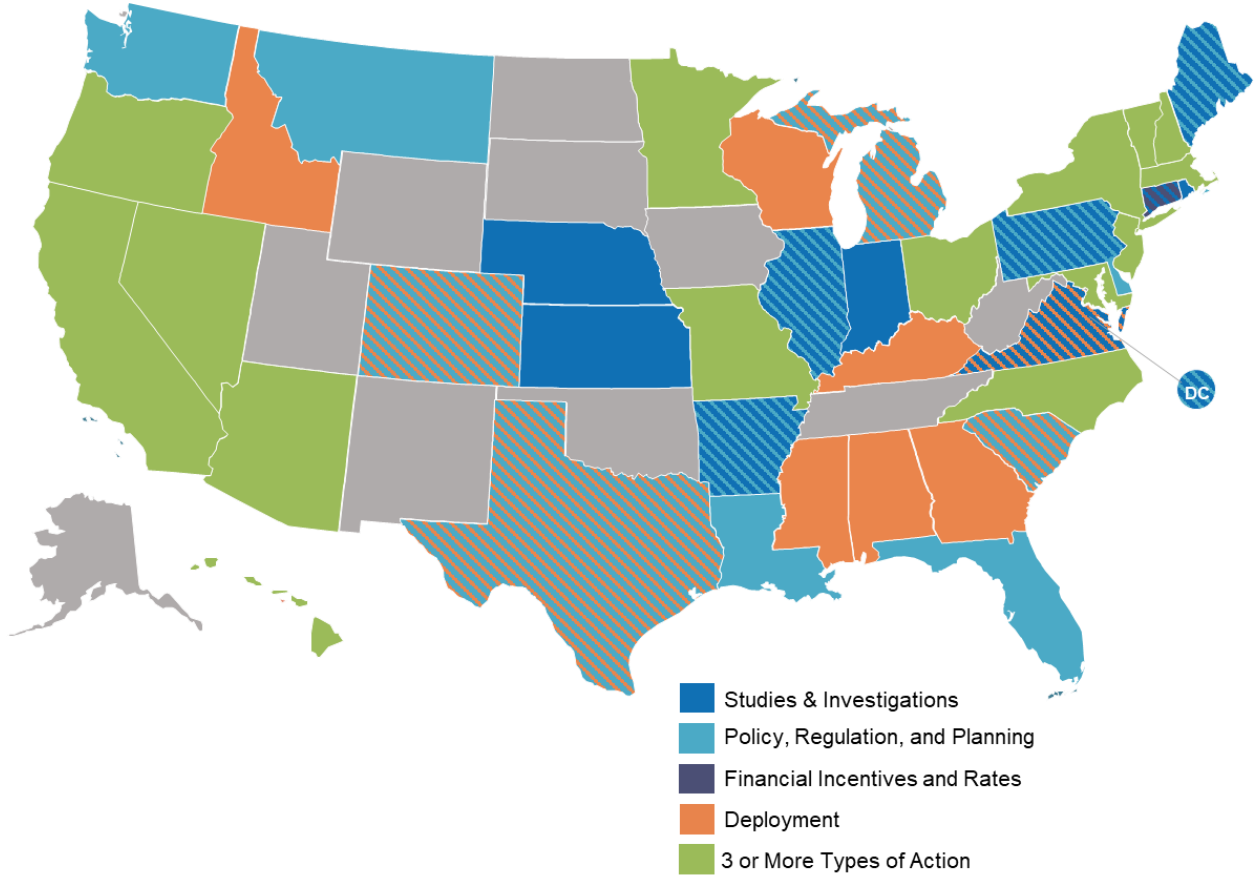 DC
Studies & Investigations
Policy, Regulation, and Planning
Financial Incentives and Rates
Deployment
3 or More Types of Action